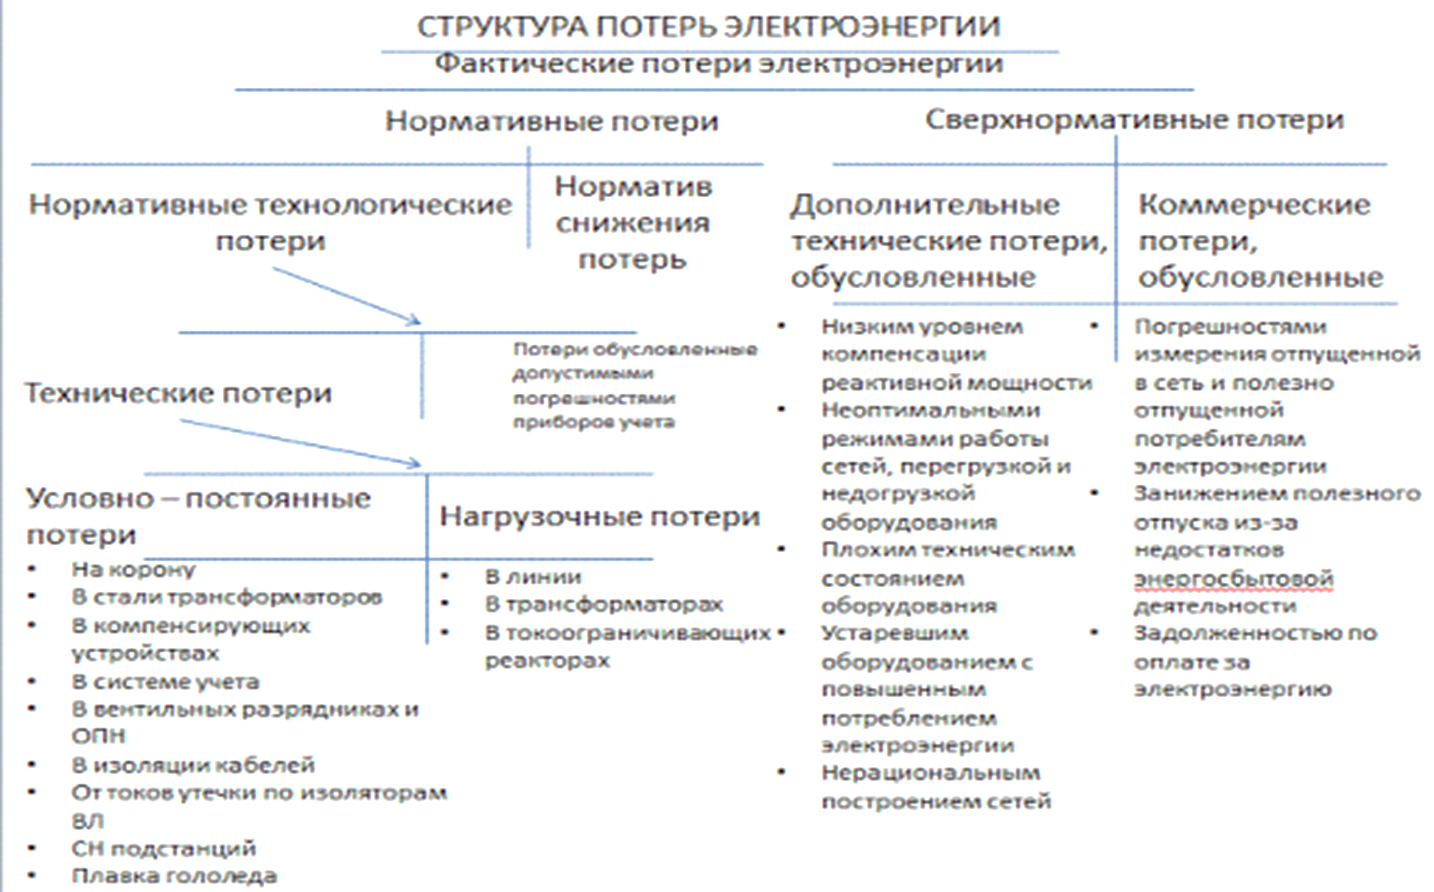 СТРУКТУРА ПОТЕРЬ ЭЛЕКТРОЭНЕРГИИ
Фактические потери электроэнергии
Нормативные потери
Сверхнормативные потери
Нормативные технологические
потери
Норматив
снижения
потерь
Дополнительные
технические потери,
обусловленные
Коммерческие
потери,
обусловленные
Технические потери
Потери обусловленные
допустимыми
погрешностями
приборов учета
Условно – постоянные
потери
Нагрузочные потери
• На корону
• В стали трансформаторов
• В компенсирующих
устройствах
• В системе учета
• В вентильных разрядниках и
ОПН
• В изоляции кабелей
• От токов утечки по изоляторам
ВЛ
• СН подстанций
• Плавка гололеда
• В линии
• В трансформаторах
• В токоограничивающих
реакторах
• Низким уровнем
компенсации
реактивной мощности
• Неоптимальными
режимами работы
сетей, перегрузкой и
недогрузкой
оборудования
• Плохим техническим
состоянием
оборудования
• Устаревшим
оборудованием с
повышенным
потреблением
электроэнергии
• Нерациональным
построением сетей
• Погрешностями
измерения отпущенной
в сеть и полезно
отпущенной
потребителям
электроэнергии
• Занижением полезного
отпуска из-за
недостатков
энергосбытовой
деятельности
• Задолженностью по
оплате за
электроэнергию